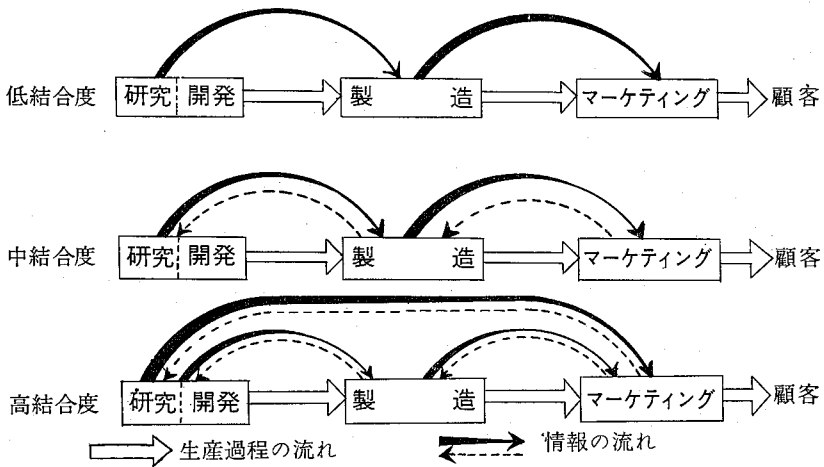 低結合度 研究 開発 製造 マーケティング 顧客
中結合度 研究 開発 製造 マーケティング 顧客
高結合度 研究 開発 製造 マーケティング 顧客
生産過程の流れ 情報の流れ